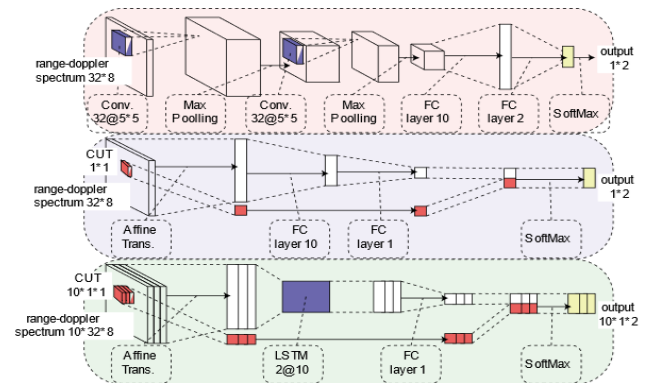 range-doppler
spectrum 32*8
output
1*2
Conv.
32@5*5
Max
Poolling
Conv.
32@5*5
Max
Poolling
FC
layer 10
FC
layer 2
SoftMax
CUT
1*1
range-doppler
spectrum 32*8
output
1*2
Affine
Trans.
FC
layer 10
FC
layer 1
SoftMax
CUT
10*1*1
range-doppler
spectrum 10*32*8
output
10*1*2
Affine
Trans.
LSTM
2@10
FC
layer 1
SoftMax